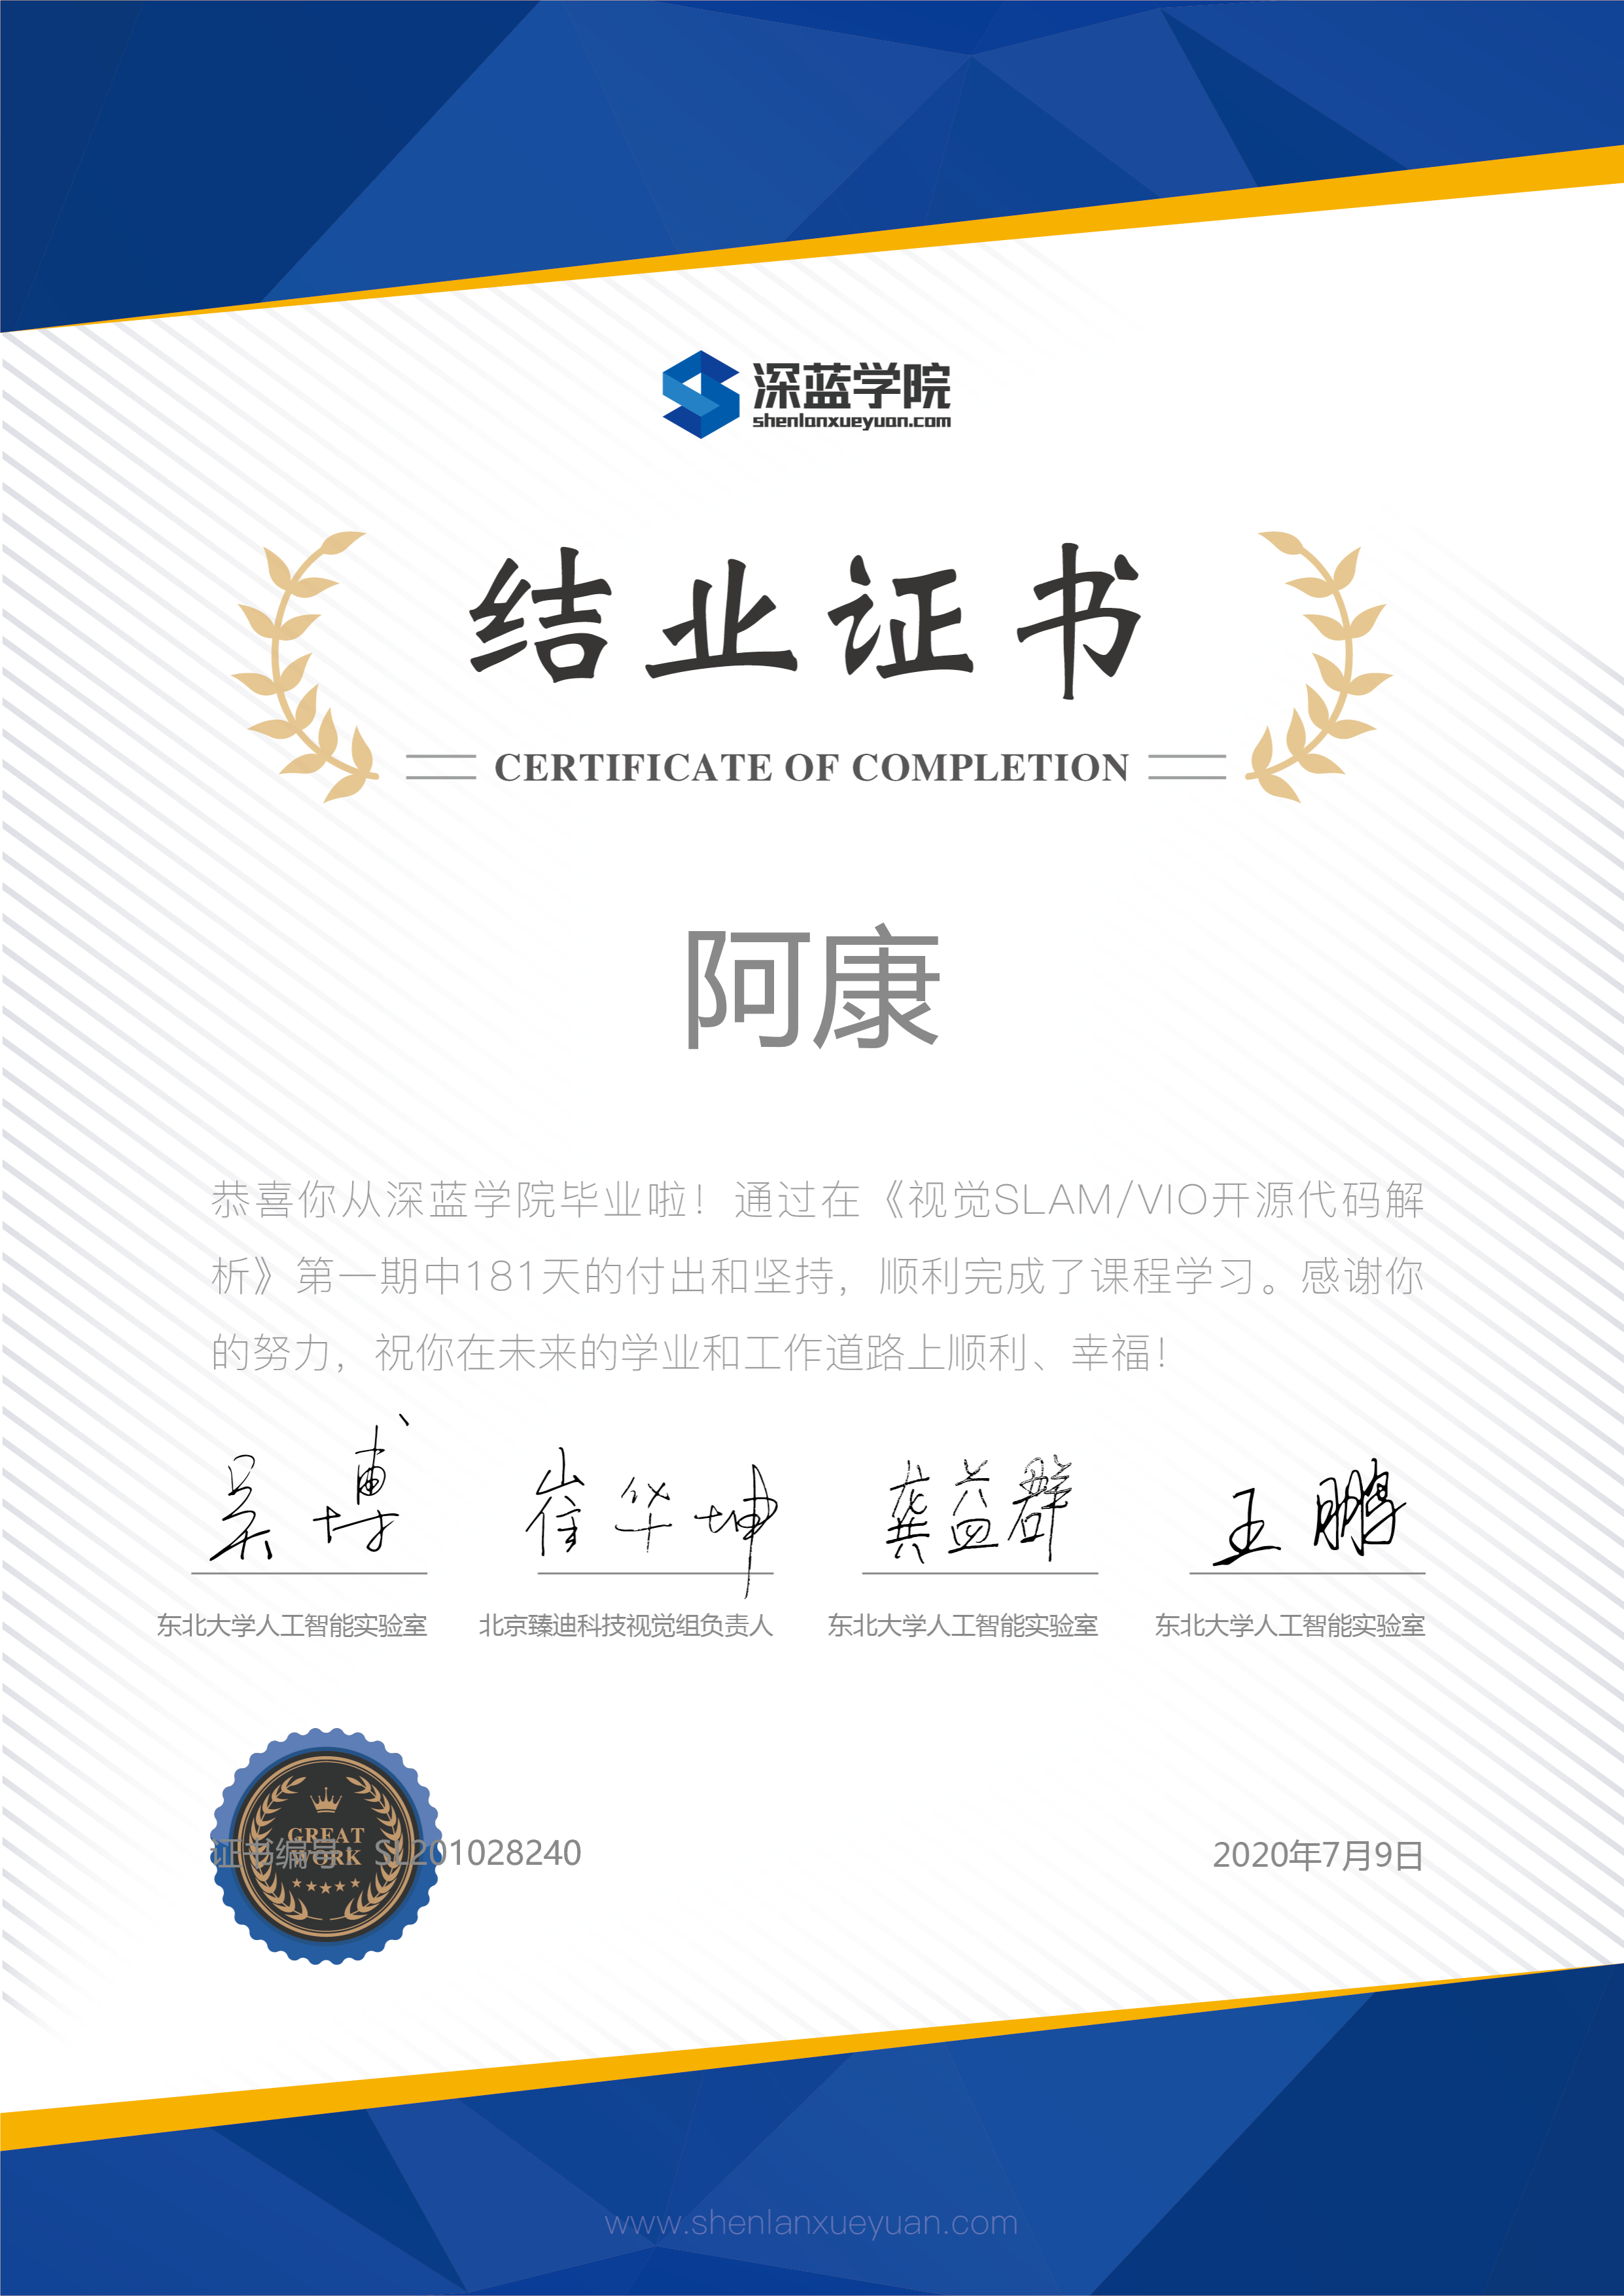 深蓝学院
shenlanxueyuan.com
结业证书
CERTIFICATE OF COMPLETION
阿康
恭喜你从深蓝学院毕业啦！通过在《视觉SLAM/VIO开源代码解
析》第一期中181天的付出和坚持，顺利完成了课程学习。感谢你
的努力，祝你在未来的学业和工作道路上顺利、幸福！
吴博 崔华坤 龚益群 王鹏
东北大学人工智能实验室 北京臻迪科技视觉组负责人 东北大学人工智能实验室 东北大学人工智能实验室
GREAT
WORK
证书编号 SL201028240 2020年7月9日
www.shenlanxueyuan.com